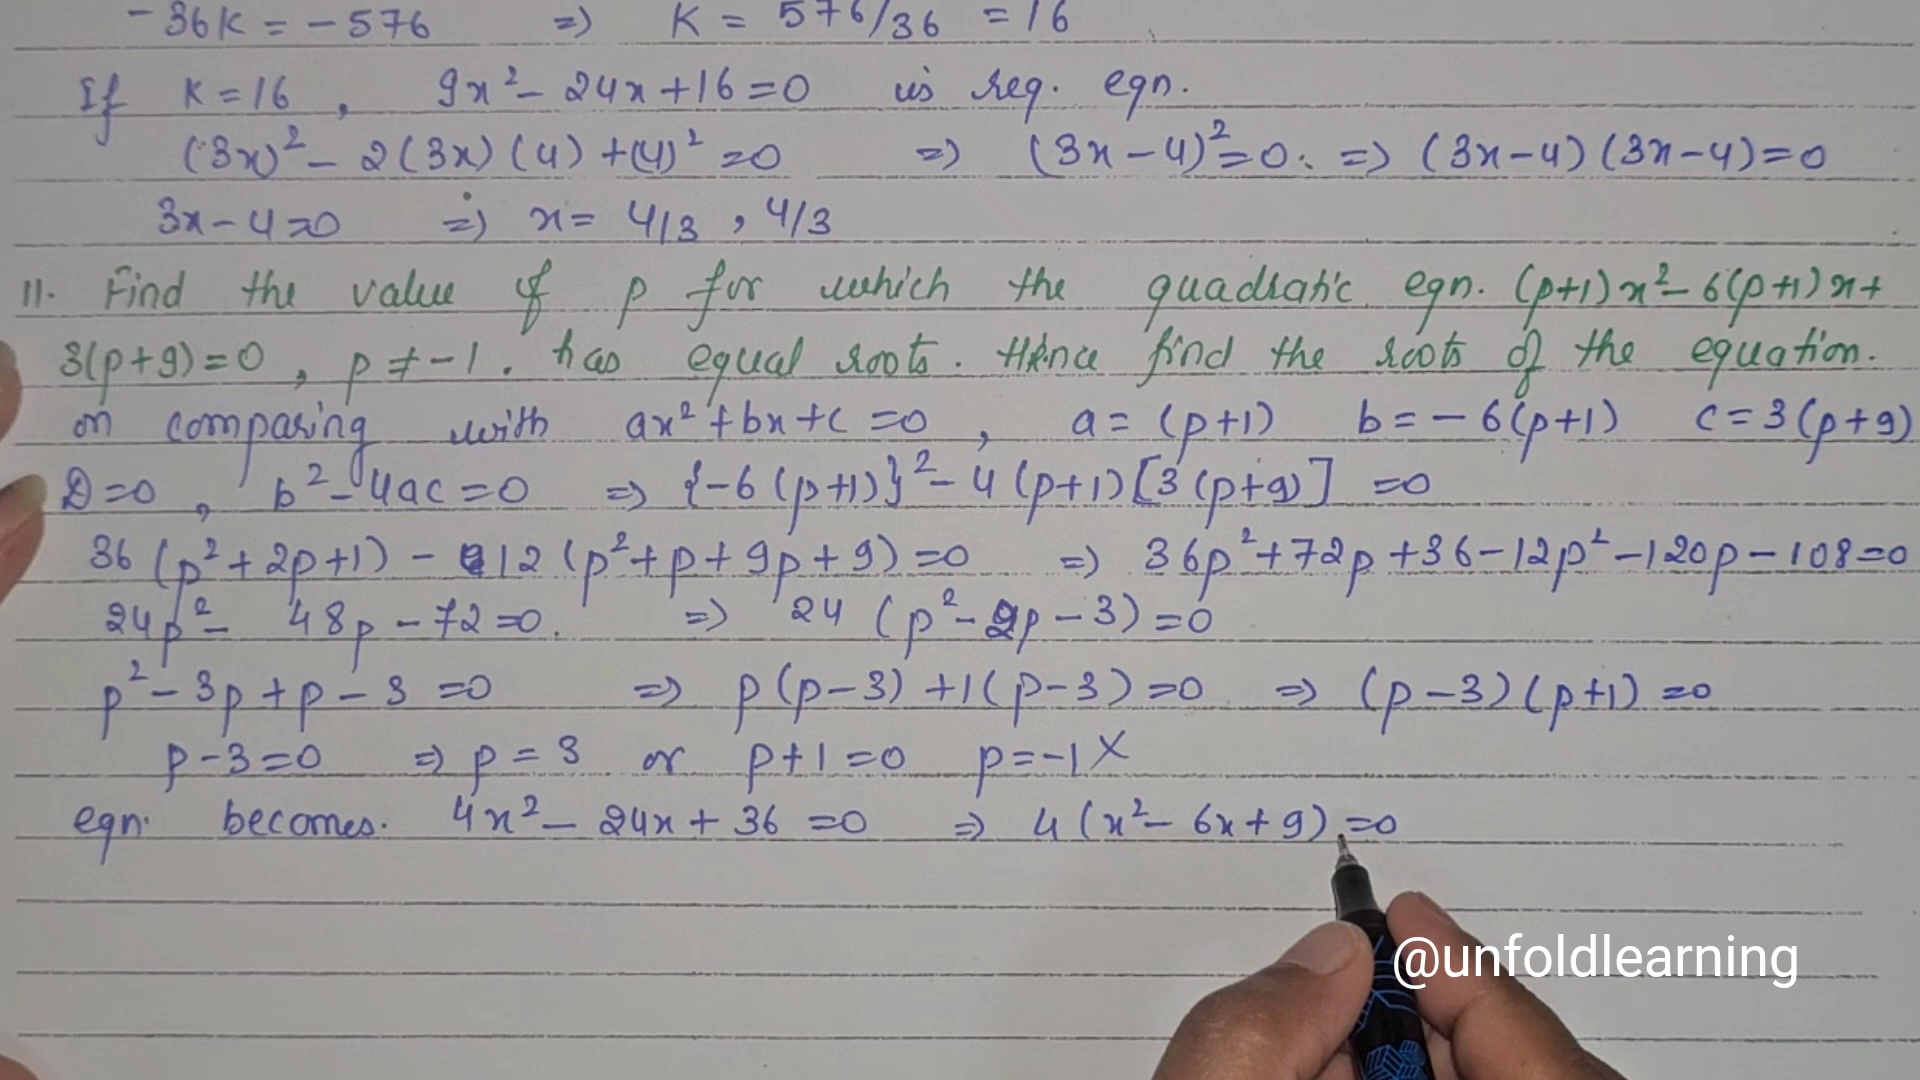 -36K = -576 => K = 576/36 = 16
If K=16, 9x²- 24x+16=0 is req. eqn.
(3x)² - 2(3x)(4) +(4)² =0 => (3x-4)²=0. => (3x-4)(3x-4)=0
3x-4=0 => x= 4/3, 4/3
11. Find the value of p for which the quadratic eqn. (p+1)x²- 6(p+1)x+
3(p+9)=0, p≠-1. has equal roots. Hence find the roots of the equation.
on comparing with ax²+bx+c=0, a= (p+1) b=-6(p+1) c=3(p+9)
D=0, b²-4ac=0 => {-6(p+1)}²- 4(p+1)[3(p+9)] =0
36(p²+2p+1) - 12(p²+p+9p+9)=0 => 36p²+72p+36-12p²-120p-108=0
24p²- 48p-72=0. => 24 (p²-2p-3)=0
p²-3p+p-3=0 => p(p-3)+1(p-3)=0 => (p-3)(p+1)=0
p-3=0 => p=3 or p+1=0 p=-1 X
eqn. becomes. 4x²- 24x+36=0 => 4(x²- 6x+9)=0
@unfoldlearning